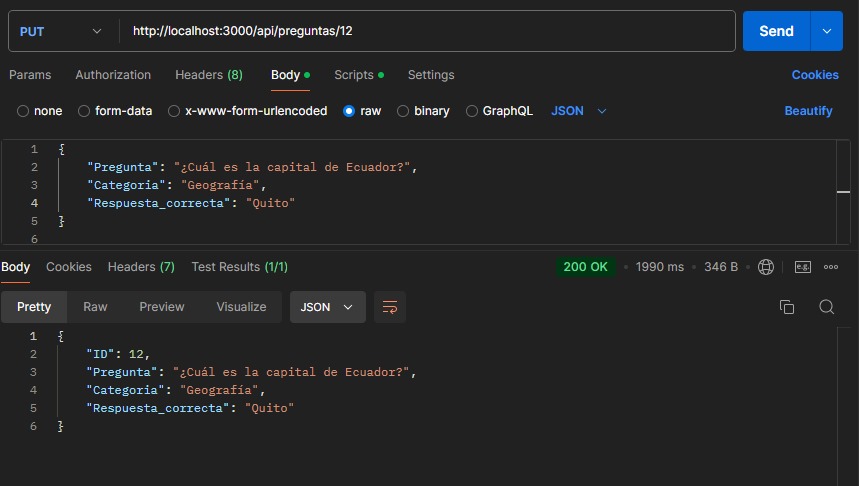 PUT http://localhost:3000/api/preguntas/12 Send
Params Authorization Headers (8) Body Scripts Settings Cookies
none form-data x-www-form-urlencoded raw binary GraphQL JSON Beautify
1 {
2 "Pregunta": "¿Cuál es la capital de Ecuador?",
3 "Categoria": "Geografía",
4 "Respuesta_correcta": "Quito"
5 }
6
Body Cookies Headers (7) Test Results (1/1) 200 OK 1990 ms 346 B e.g.
Pretty Raw Preview Visualize JSON
1 {
2 "ID": 12,
3 "Pregunta": "¿Cuál es la capital de Ecuador?",
4 "Categoria": "Geografía",
5 "Respuesta_correcta": "Quito"
6 }